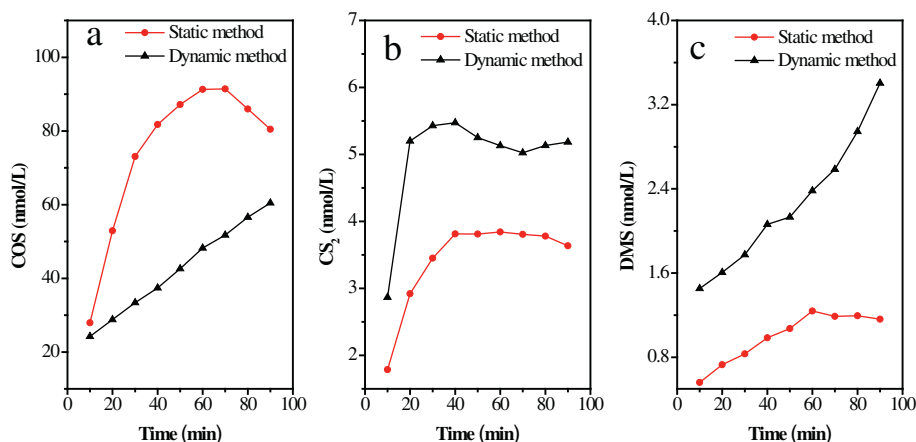 a
Static method
Dynamic method
COS (nmol/L)
100
80
60
40
20
0 20 40 60 80 100
Time (min)
b
Static method
Dynamic method
CS₂ (nmol/L)
6
5
4
3
2
0 20 40 60 80 100
Time (min)
c
Static method
Dynamic method
DMS (nmol/L)
4.0
3.2
2.4
1.6
0.8
0 20 40 60 80 100
Time (min)